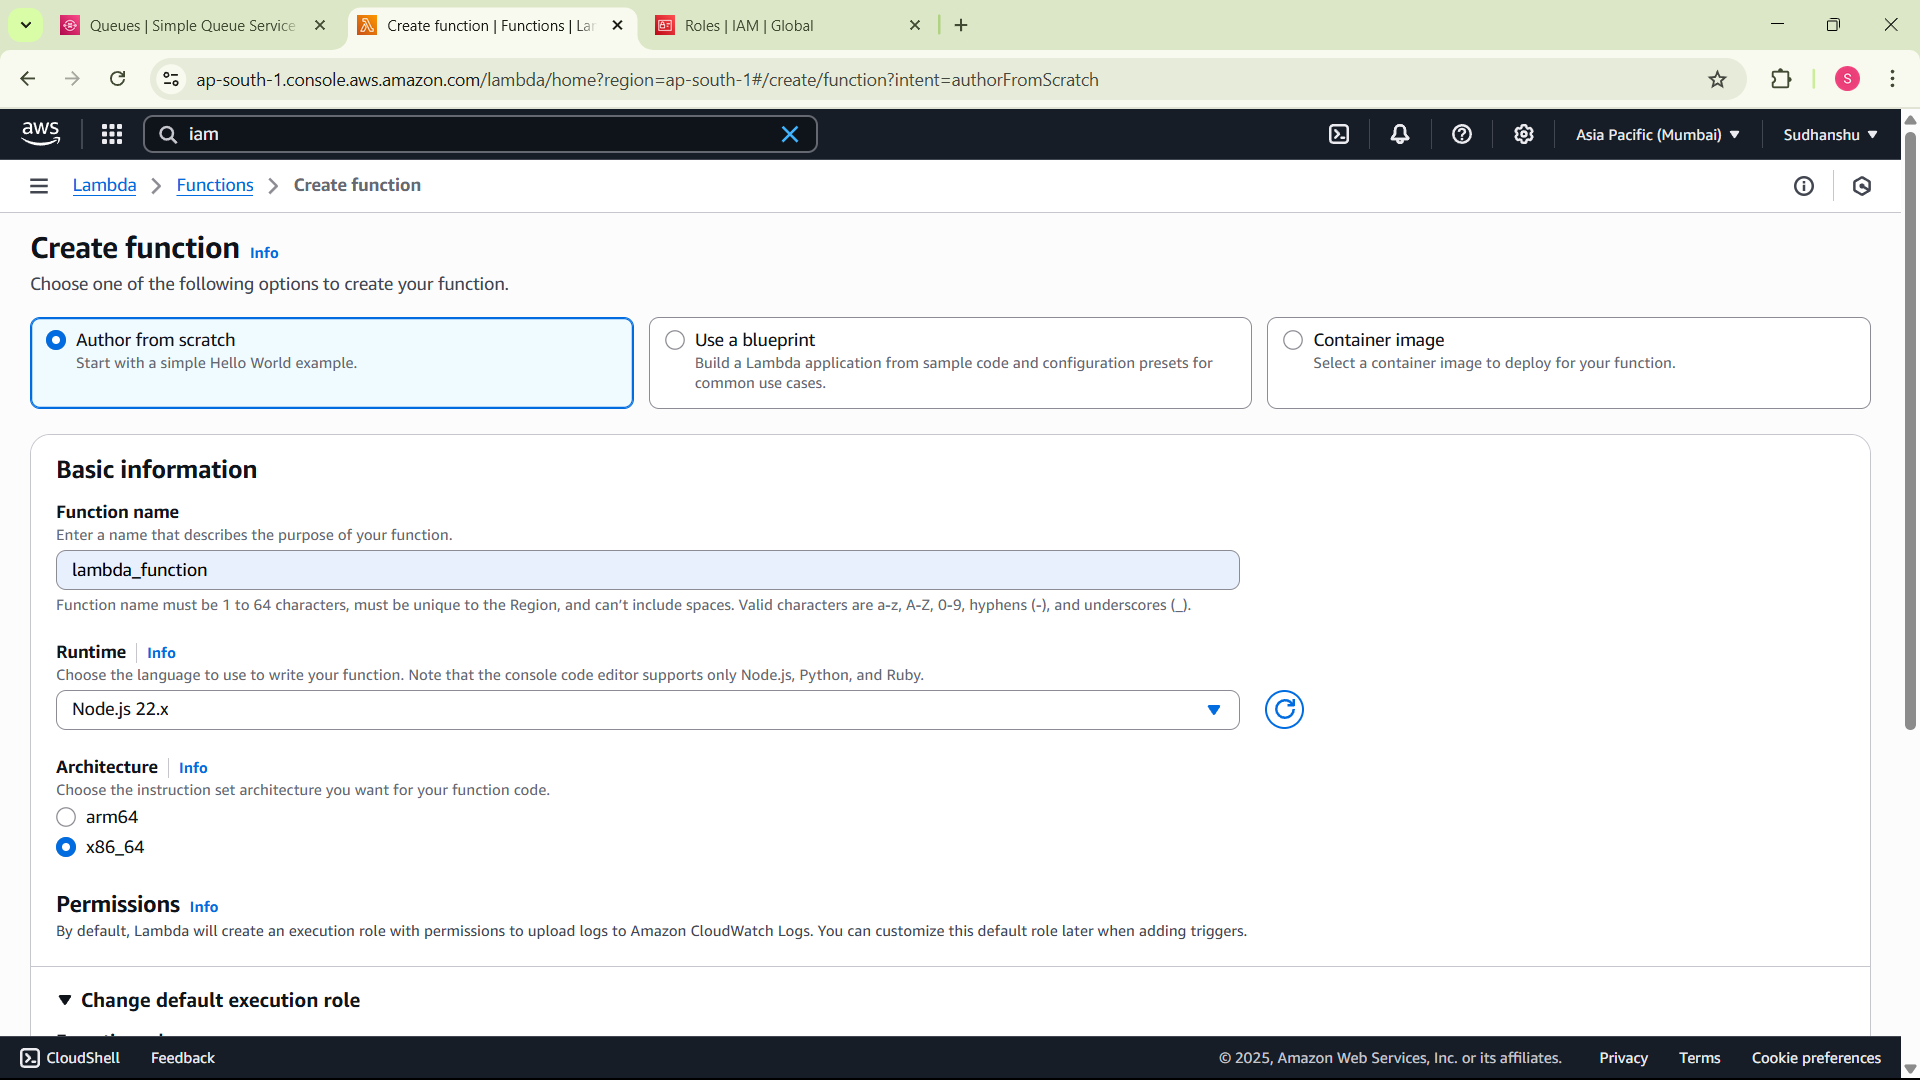 Queues | Simple Queue Service
Create function | Functions | La
Roles | IAM | Global
ap-south-1.console.aws.amazon.com/lambda/home?region=ap-south-1#/create/function?intent=authorFromScratch
S
aws
iam
Asia Pacific (Mumbai)
Sudhanshu
Lambda
Functions
Create function
Create function Info
Choose one of the following options to create your function.
Author from scratch
Start with a simple Hello World example.
Use a blueprint
Build a Lambda application from sample code and configuration presets for
common use cases.
Container image
Select a container image to deploy for your function.
Basic information
Function name
Enter a name that describes the purpose of your function.
lambda_function
Function name must be 1 to 64 characters, must be unique to the Region, and can't include spaces. Valid characters are a-z, A-Z, 0-9, hyphens (-), and underscores (_).
Runtime Info
Choose the language to use to write your function. Note that the console code editor supports only Node.js, Python, and Ruby.
Node.js 22.x
Architecture Info
Choose the instruction set architecture you want for your function code.
arm64
x86_64
Permissions Info
By default, Lambda will create an execution role with permissions to upload logs to Amazon CloudWatch Logs. You can customize this default role later when adding triggers.
Change default execution role
CloudShell
Feedback
© 2025, Amazon Web Services, Inc. or its affiliates.
Privacy
Terms
Cookie preferences